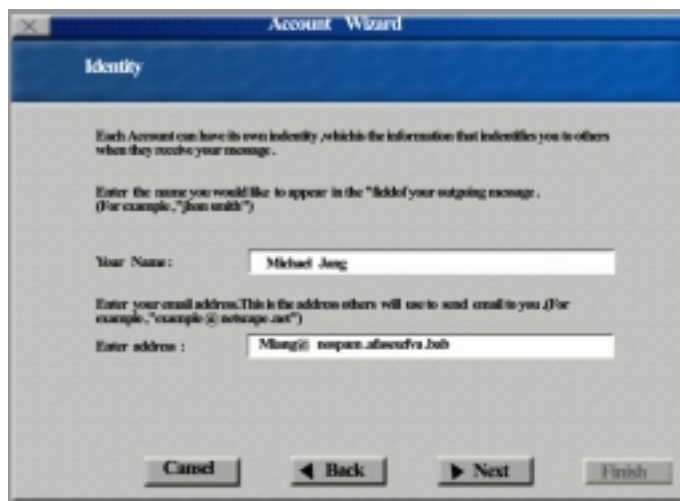 Account Wizard
Identity
Each Account can have its own indentity ,whichis the information that indentifies you to others
when they receive your message .
Enter the name you would like to appear in the "fieldof your outgoing message .
(For example ,"jhon smith")
Your Name : Michael Jang
Enter your email address.This is the address others will use to send email to you .(For
example ,"example @ netscape .net")
Enter address :
Cansel Back Next Finish